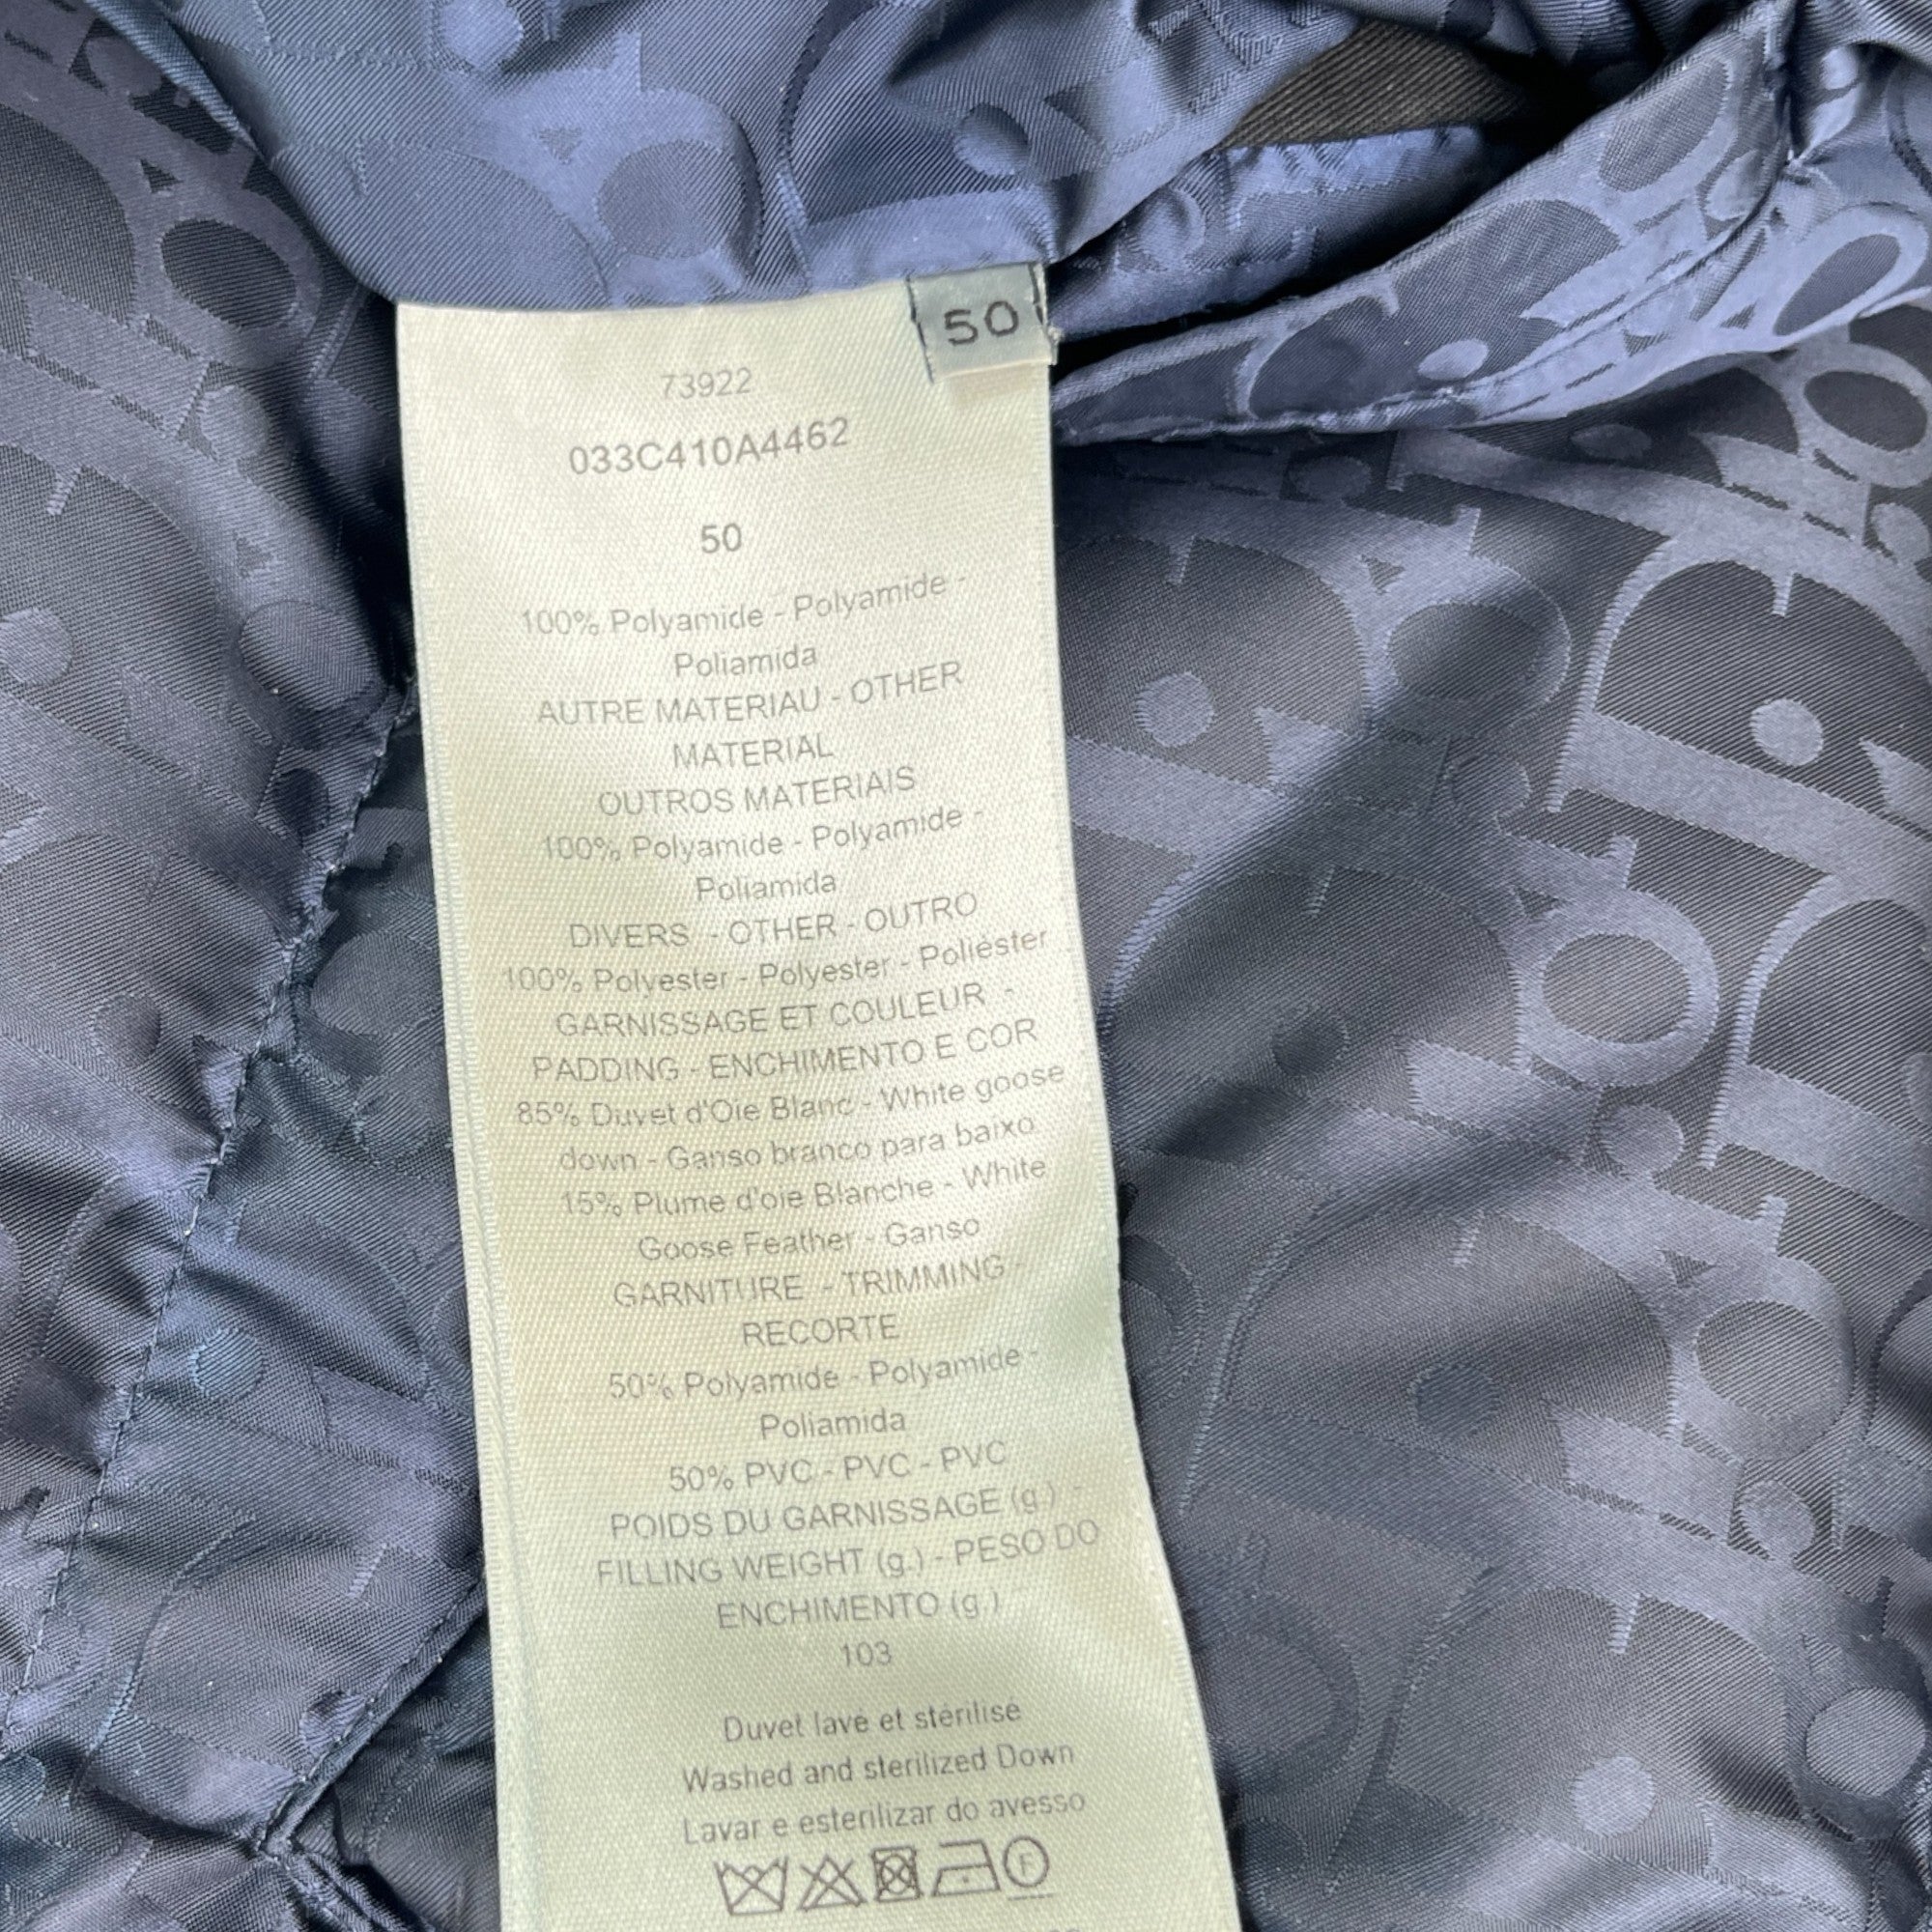 50
73922
033C410A4462
50
100% Polyamide - Polyamide -
Poliamida
AUTRE MATERIAU - OTHER
MATERIAL
OUTROS MATERIAIS
100% Polyamide - Polyamide -
Poliamida
DIVERS - OTHER - OUTRO
100% Polyester - Polyester - Poliéster
GARNISSAGE ET COULEUR -
PADDING - ENCHIMENTO E COR
85% Duvet d'Oie Blanc - White goose
down - Ganso branco para baixo
15% Plume d'oie Blanche - White
Goose Feather - Ganso
GARNITURE - TRIMMING -
RECORTE
50% Polyamide - Polyamide -
Poliamida
50% PVC - PVC - PVC
POIDS DU GARNISSAGE (g.) -
FILLING WEIGHT (g.) - PESO DO
ENCHIMENTO (g.)
103
Duvet lavé et stérilisé
Washed and sterilized Down
Lavar e esterilizar do avesso
F